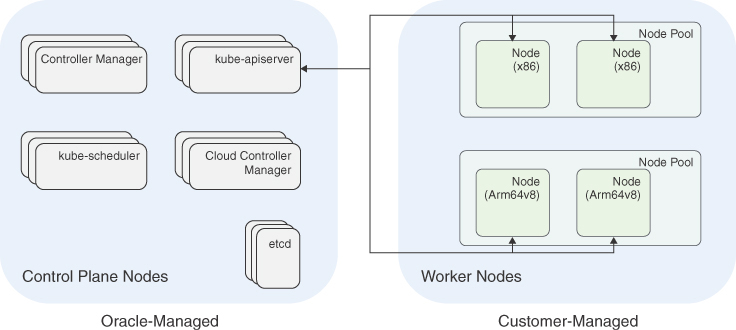 Controller Manager
kube-apiserver
kube-scheduler
Cloud Controller
Manager
etcd
Control Plane Nodes
Oracle-Managed
Node Pool
Node
(x86)
Node
(x86)
Node Pool
Node
(Arm64v8)
Node
(Arm64v8)
Worker Nodes
Customer-Managed